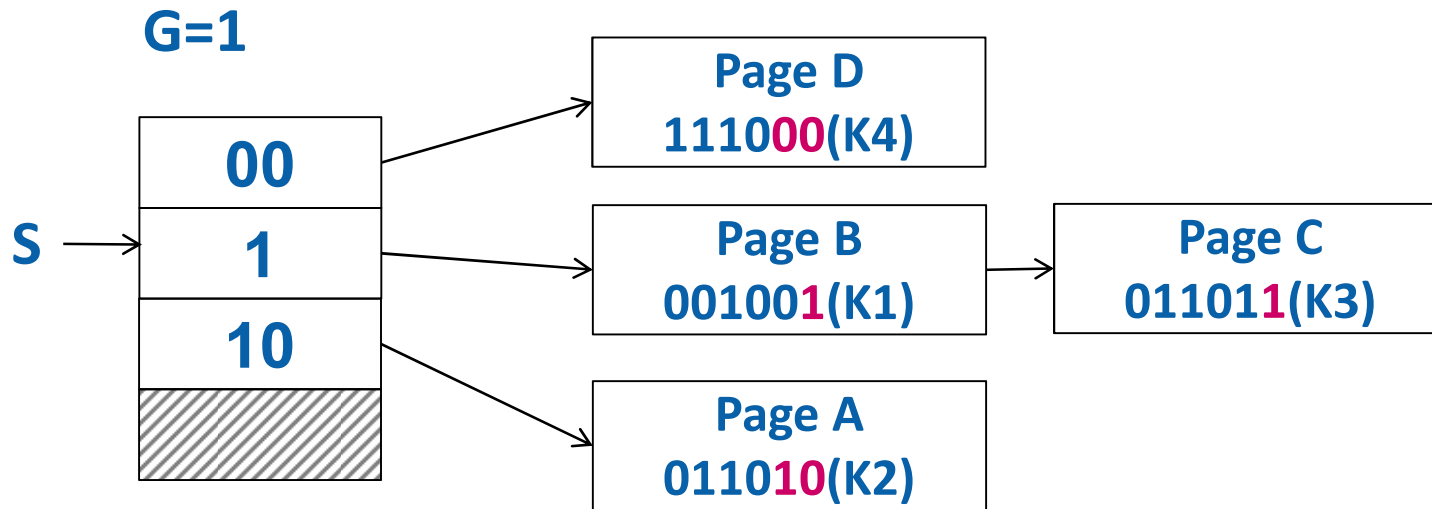 G=1
S
00
1
10
Page D
111000(K4)
Page B
001001(K1)
Page C
011011(K3)
Page A
011010(K2)